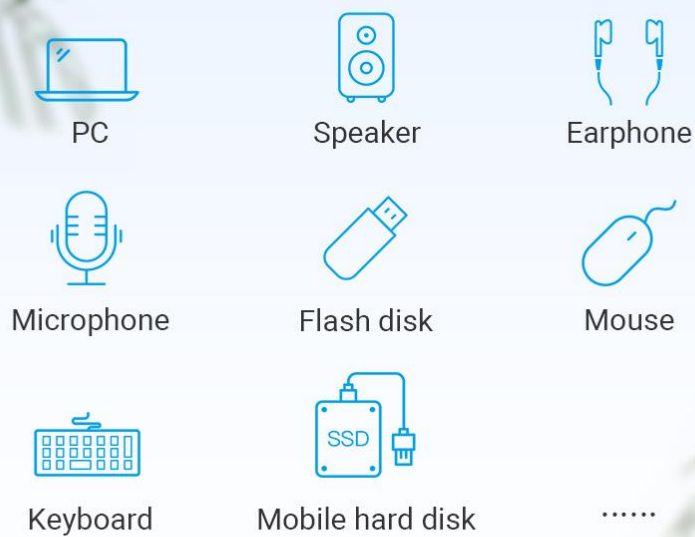 PC
Speaker
Earphone
Microphone
Flash disk
Mouse
SSD
Keyboard
Mobile hard disk
......